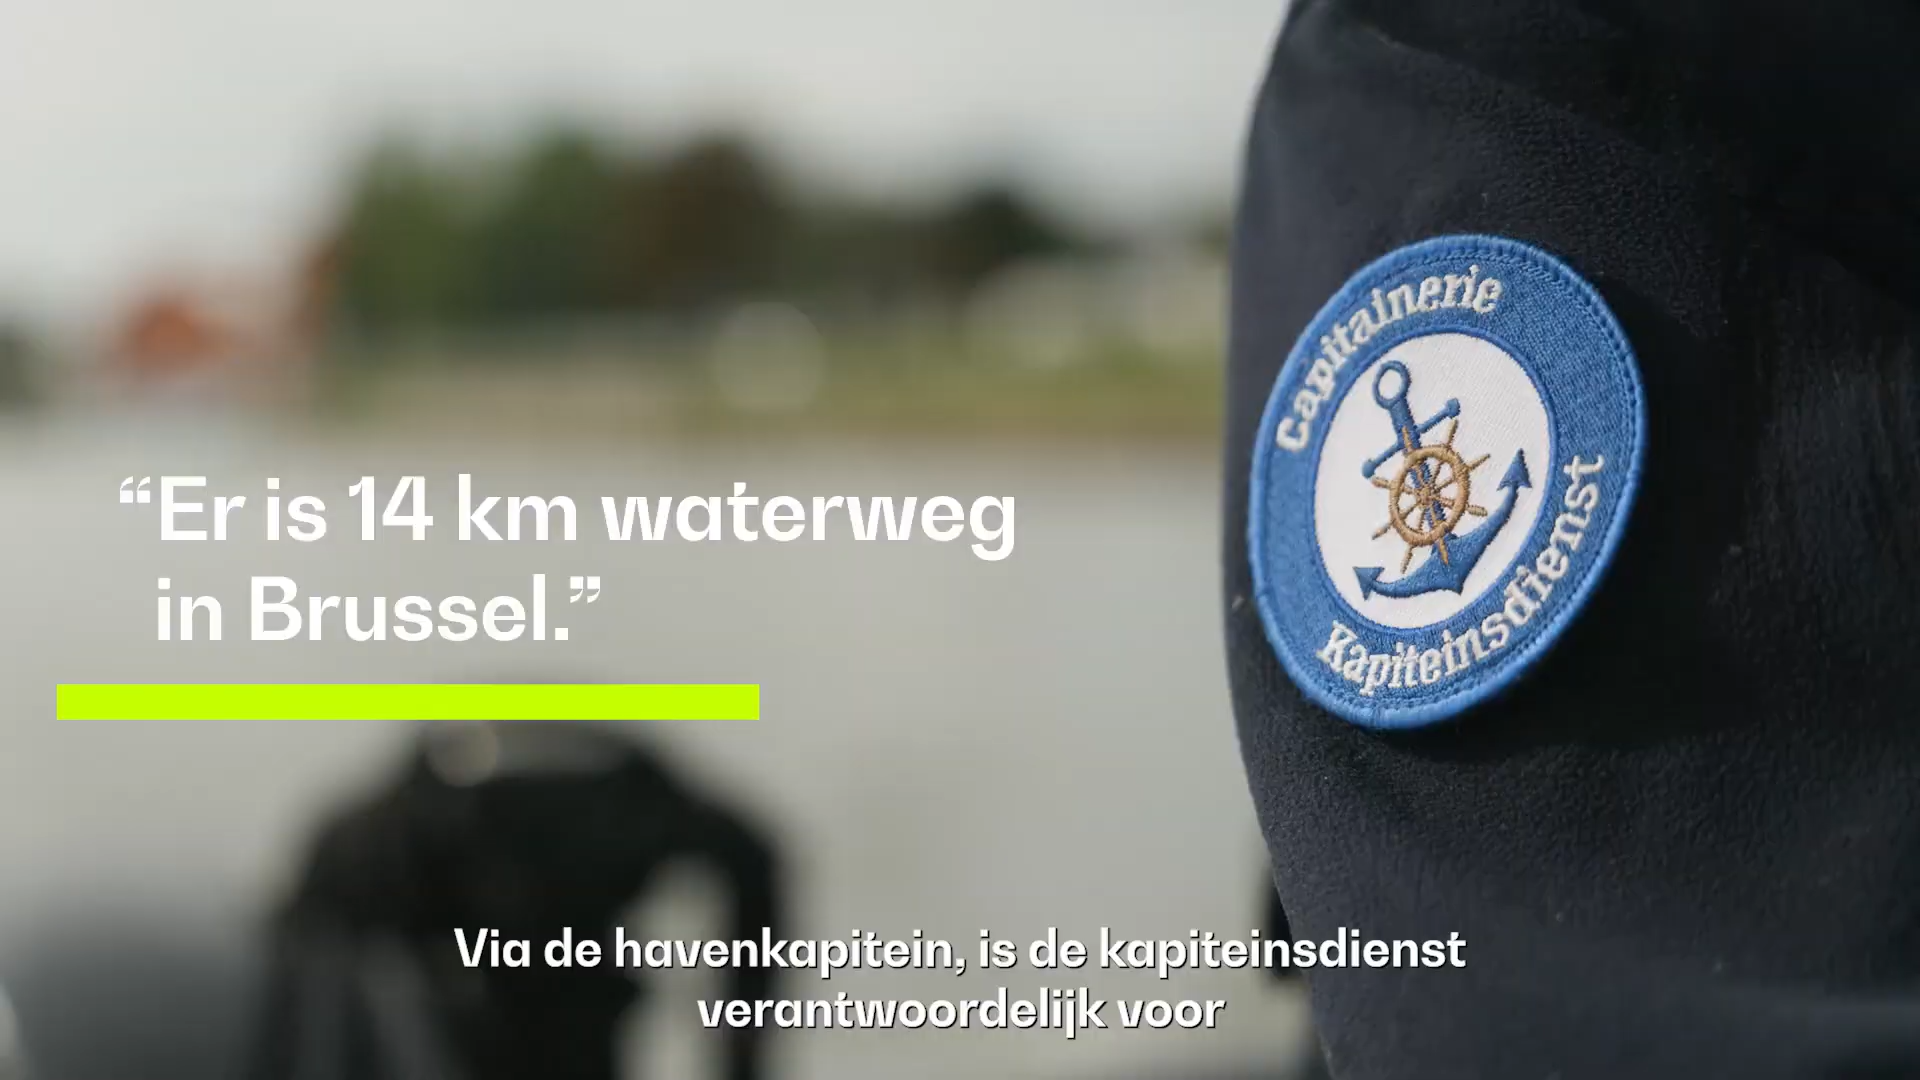 “Er is 14 km waterweg
in Brussel.”
Capitainerie
Kapiteinsdienst
Via de havenkapitein, is de kapiteinsdienst
verantwoordelijk voor